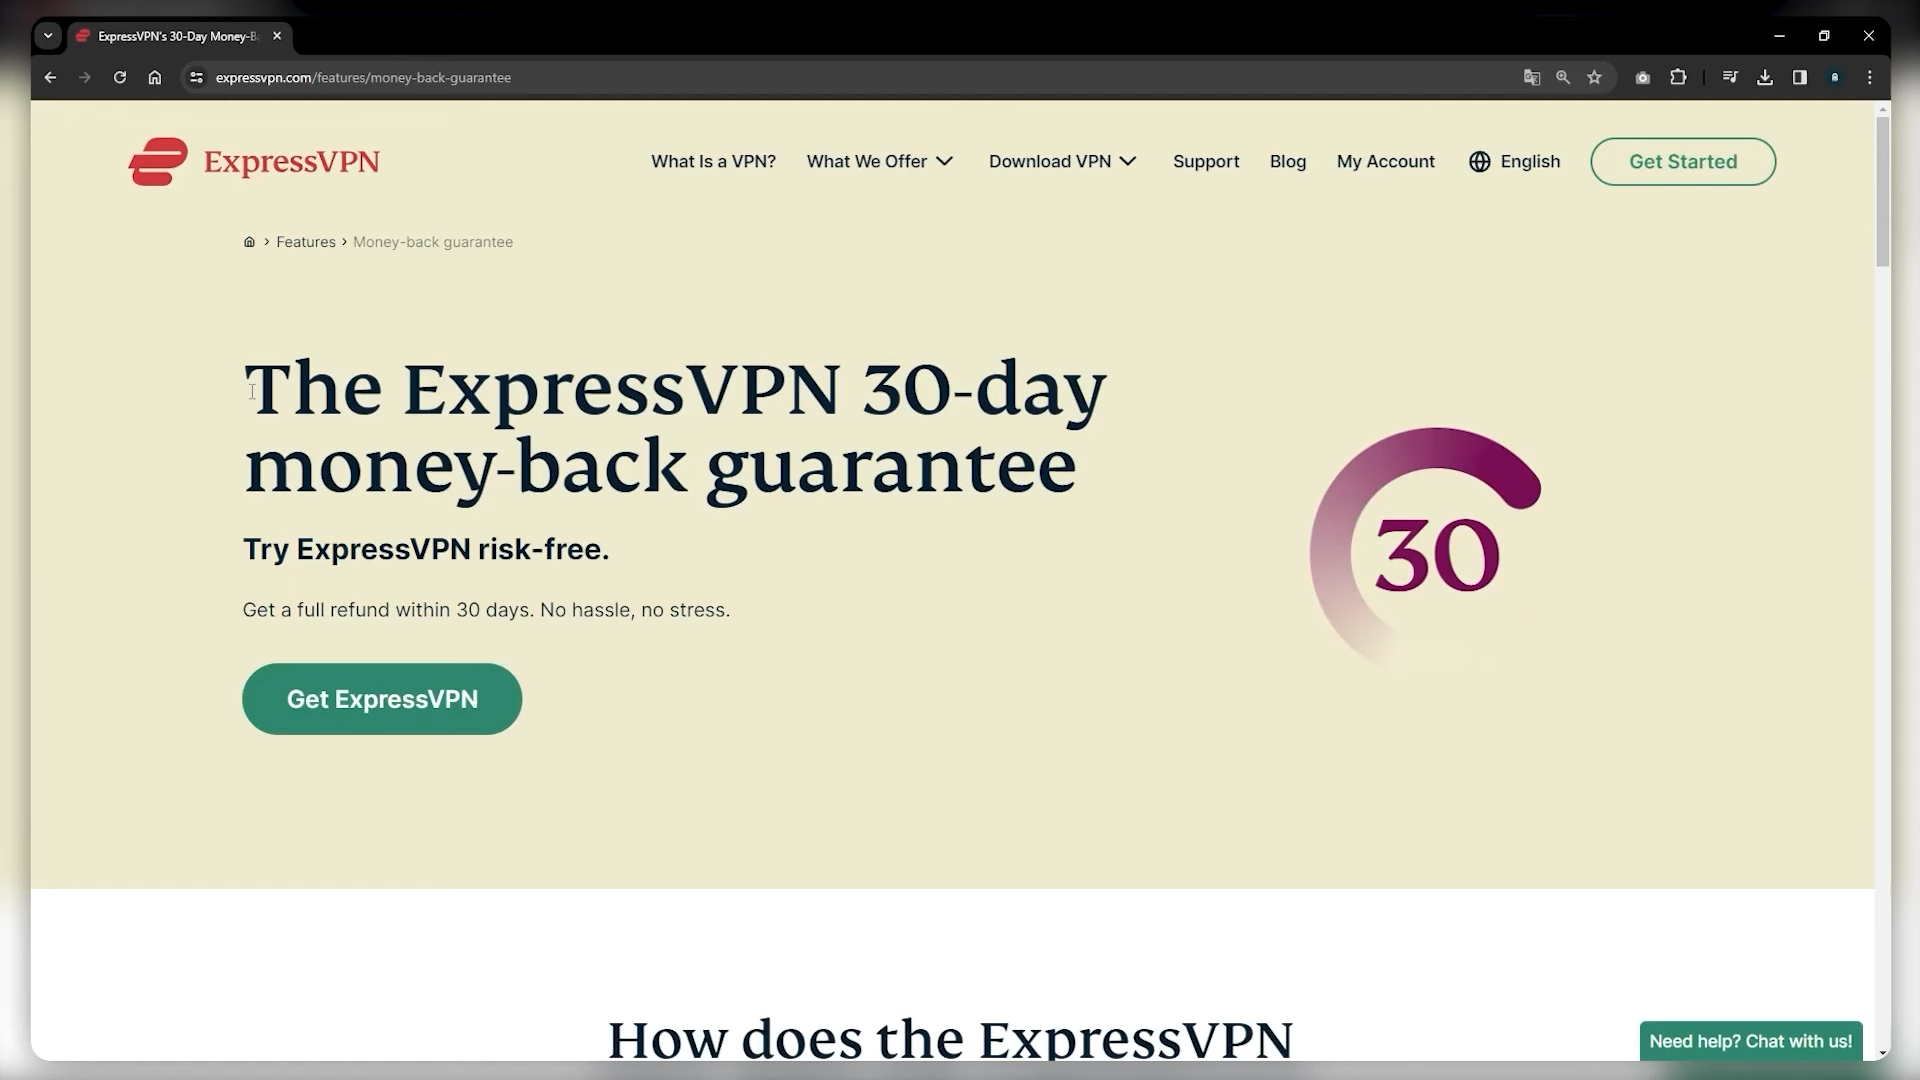 ExpressVPN's 30-Day Money-B
expressvpn.com/features/money-back-guarantee
ExpressVPN
What Is a VPN?
What We Offer
Download VPN
Support
Blog
My Account
English
Get Started
Features > Money-back guarantee
The ExpressVPN 30-day
money-back guarantee
Try ExpressVPN risk-free.
Get a full refund within 30 days. No hassle, no stress.
30
Get ExpressVPN
How does the ExpressVPN
Need help? Chat with us!